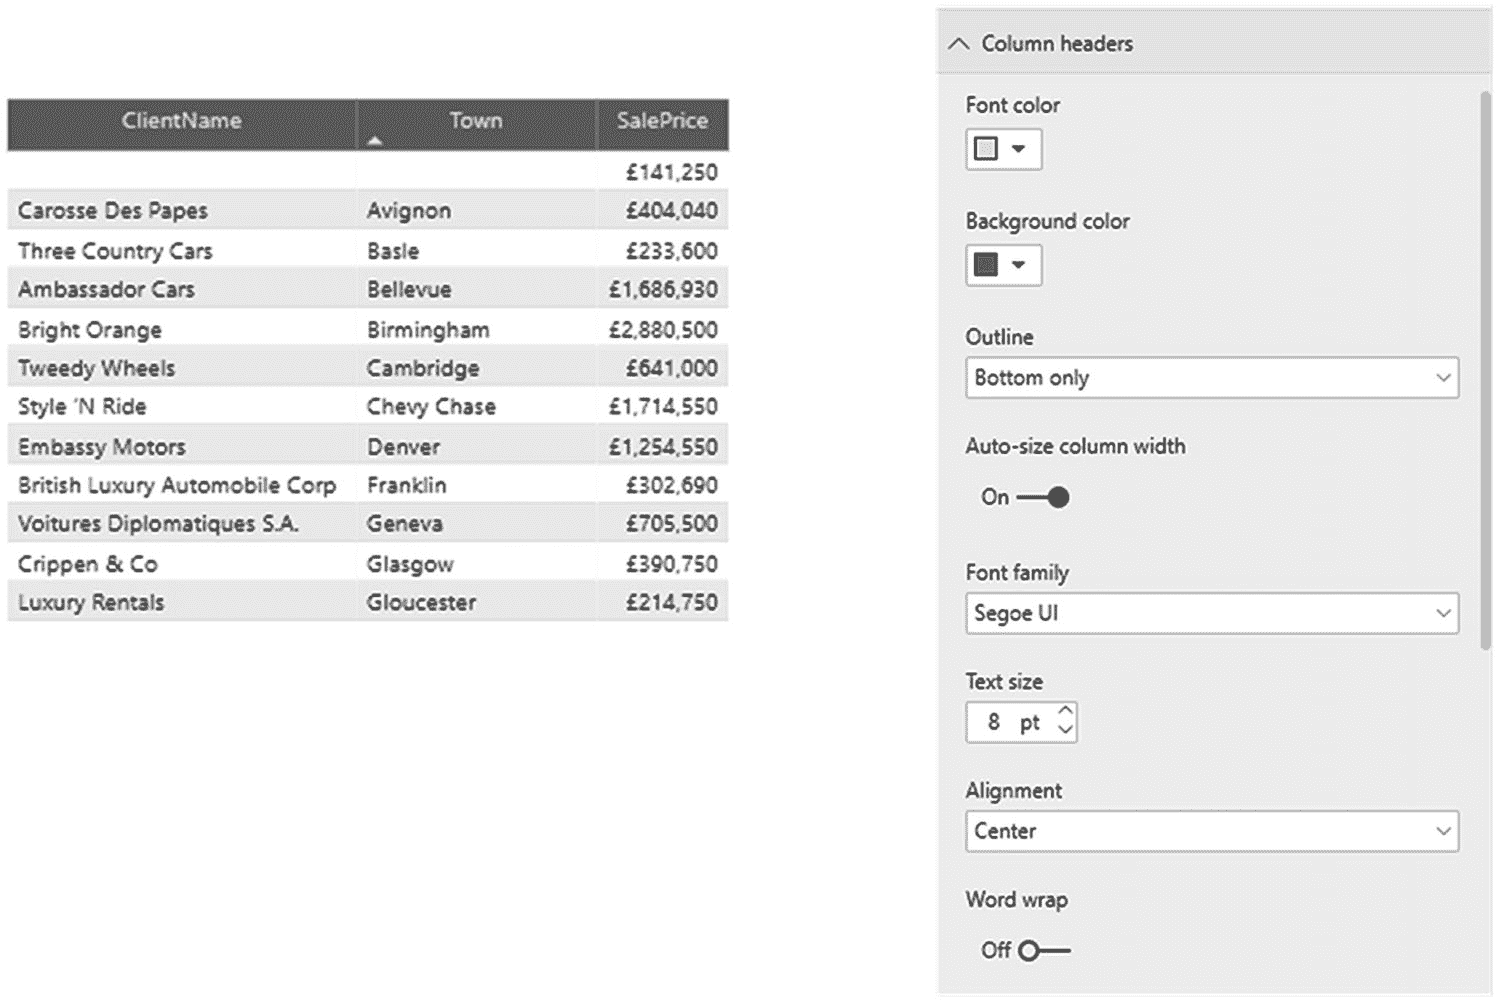 ClientName Town SalePrice
£141,250
Carosse Des Papes Avignon £404,040
Three Country Cars Basle £233,600
Ambassador Cars Bellevue £1,686,930
Bright Orange Birmingham £2,880,500
Tweedy Wheels Cambridge £641,000
Style 'N Ride Chevy Chase £1,714,550
Embassy Motors Denver £1,254,550
British Luxury Automobile Corp Franklin £302,690
Voitures Diplomatiques S.A. Geneva £705,500
Crippen & Co Glasgow £390,750
Luxury Rentals Gloucester £214,750
Column headers
Font color
Background color
Outline
Bottom only
Auto-size column width
On
Font family
Segoe UI
Text size
8 pt
Alignment
Center
Word wrap
Off